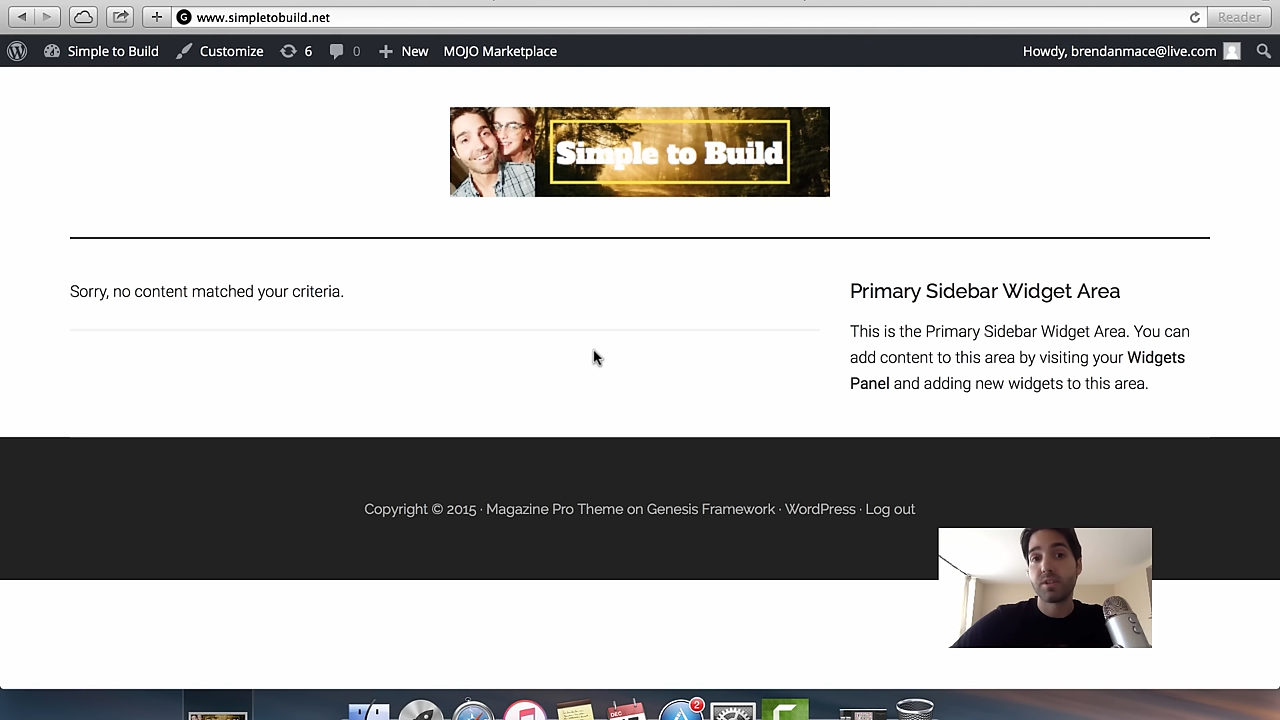 www.simpletobuild.net
Reader
Simple to Build
Customize
6
0
New
MOJO Marketplace
Howdy, brendanmace@live.com
Simple to Build
Sorry, no content matched your criteria.
Primary Sidebar Widget Area
This is the Primary Sidebar Widget Area. You can
add content to this area by visiting your Widgets
Panel and adding new widgets to this area.
Copyright © 2015 · Magazine Pro Theme on Genesis Framework · WordPress · Log out
DEC
2